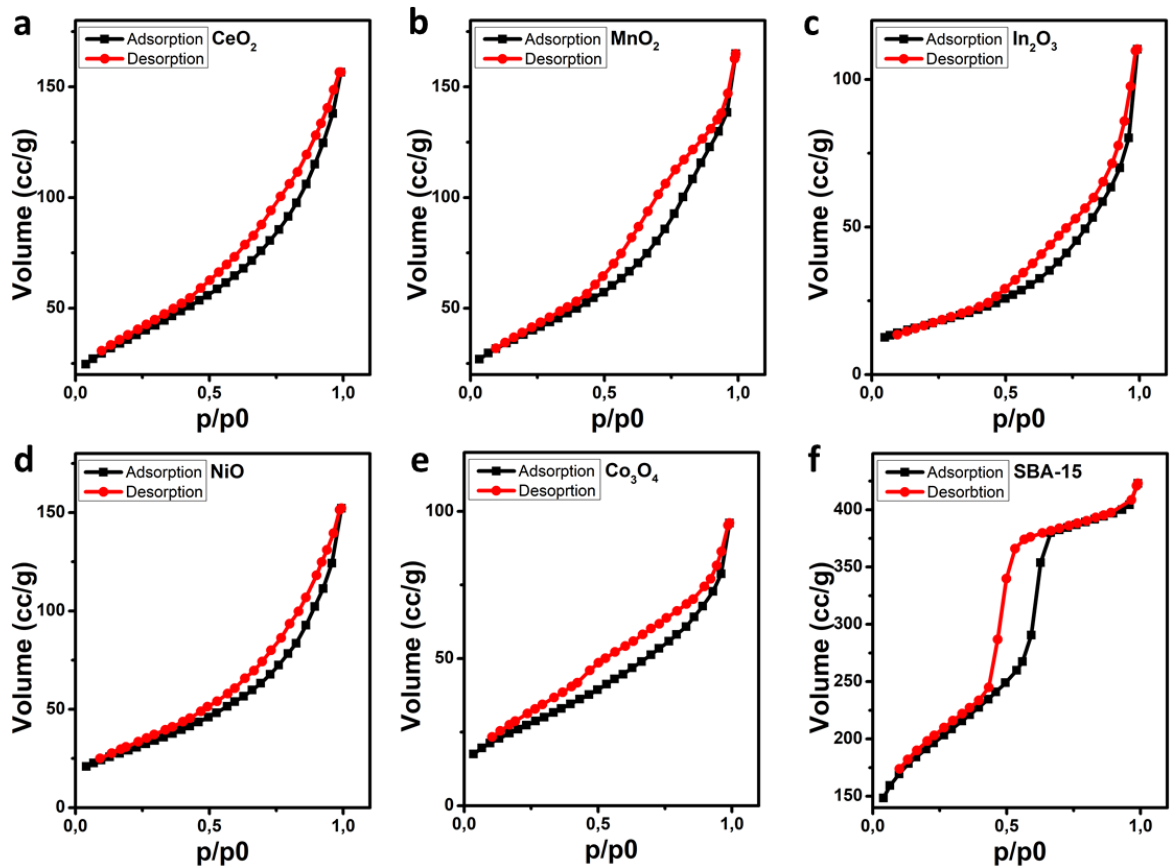 a
Adsorption
Desorption
CeO₂
Volume (cc/g)
150
100
50
0,0
0,5
1,0
p/p0
b
Adsorption
Desorption
MnO₂
Volume (cc/g)
150
100
50
0,0
0,5
1,0
p/p0
c
Adsorption
Desorption
In₂O₃
Volume (cc/g)
100
50
0
0,0
0,5
1,0
p/p0
d
Adsorption
Desorption
NiO
Volume (cc/g)
150
100
50
0
0,0
0,5
1,0
p/p0
e
Adsorption
Desoprtion
Co₃O₄
Volume (cc/g)
100
50
0
0,0
0,5
1,0
p/p0
f
Adsorption
Desorbtion
SBA-15
Volume (cc/g)
400
350
300
250
200
150
0,0
0,5
1,0
p/p0